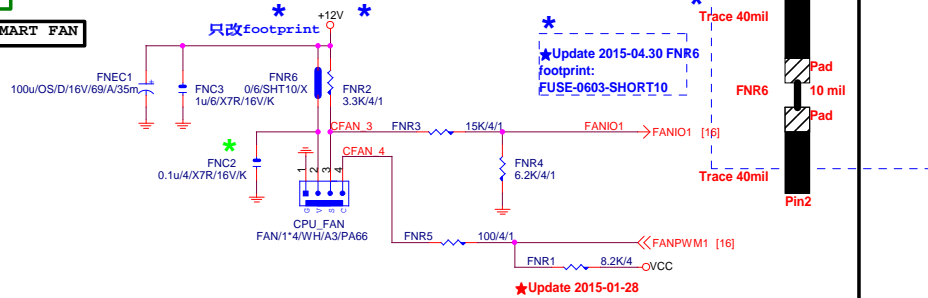 MART FAN
只改footprint
+12V
FNEC1
100u/OS/D/16V/69/A/35m
FNC3
1u/6/X7R/16V/K
FNR6
0/6/SHT10/X
FNR2
3.3K/4/1
★Update 2015-04.30 FNR6
footprint:
FUSE-0603-SHORT10
Trace 40mil
Pad
FNR6
10 mil
Pad
Trace 40mil
Pin2
CFAN_3
FNR3
15K/4/1
FANIO1
FANIO1 [16]
CFAN_4
FNC2
0.1u/4/X7R/16V/K
FNR4
6.2K/4/1
1
2
3
4
G
V
S
C
CPU_FAN
FAN/1*4/WH/A3/PA66
FNR5
100/4/1
FANPWM1 [16]
FNR1
8.2K/4
VCC
★Update 2015-01-28